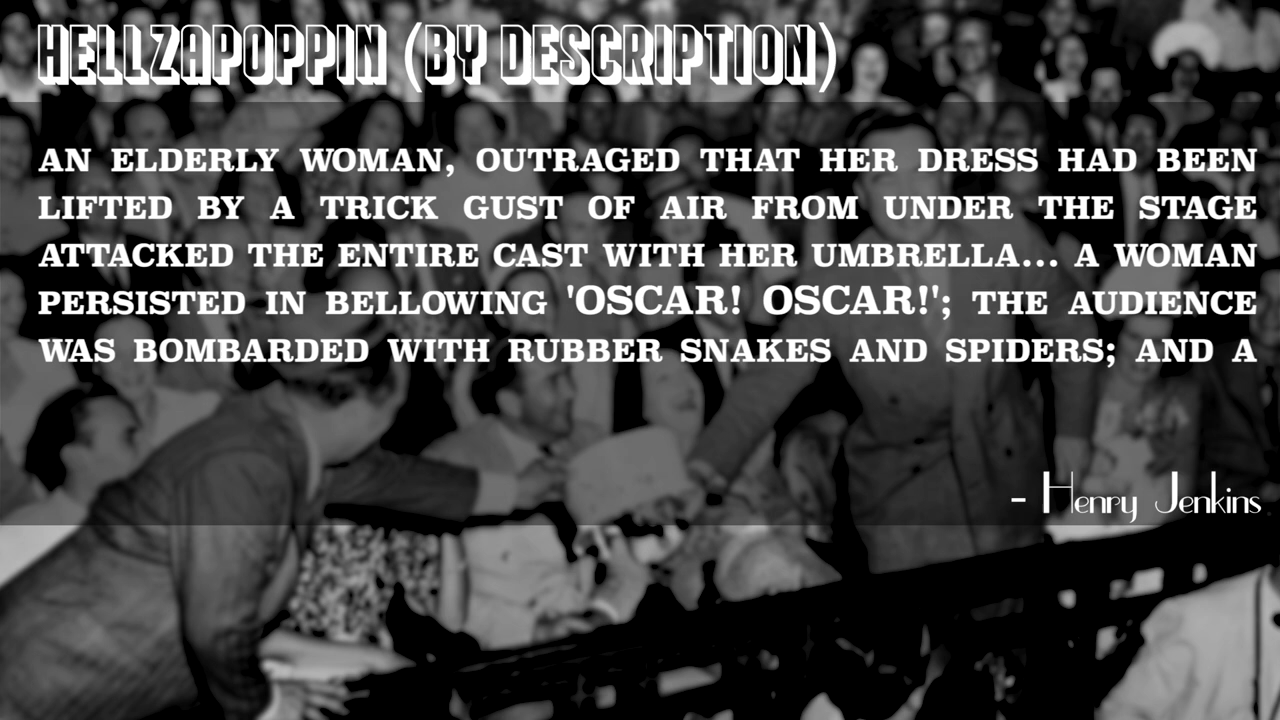 HELLZAPOPPIN (BY DESCRIPTION)
AN ELDERLY WOMAN, OUTRAGED THAT HER DRESS HAD BEEN
LIFTED BY A TRICK GUST OF AIR FROM UNDER THE STAGE
ATTACKED THE ENTIRE CAST WITH HER UMBRELLA... A WOMAN
PERSISTED IN BELLOWING 'OSCAR! OSCAR!'; THE AUDIENCE
WAS BOMBARDED WITH RUBBER SNAKES AND SPIDERS; AND A
- Henry Jenkins